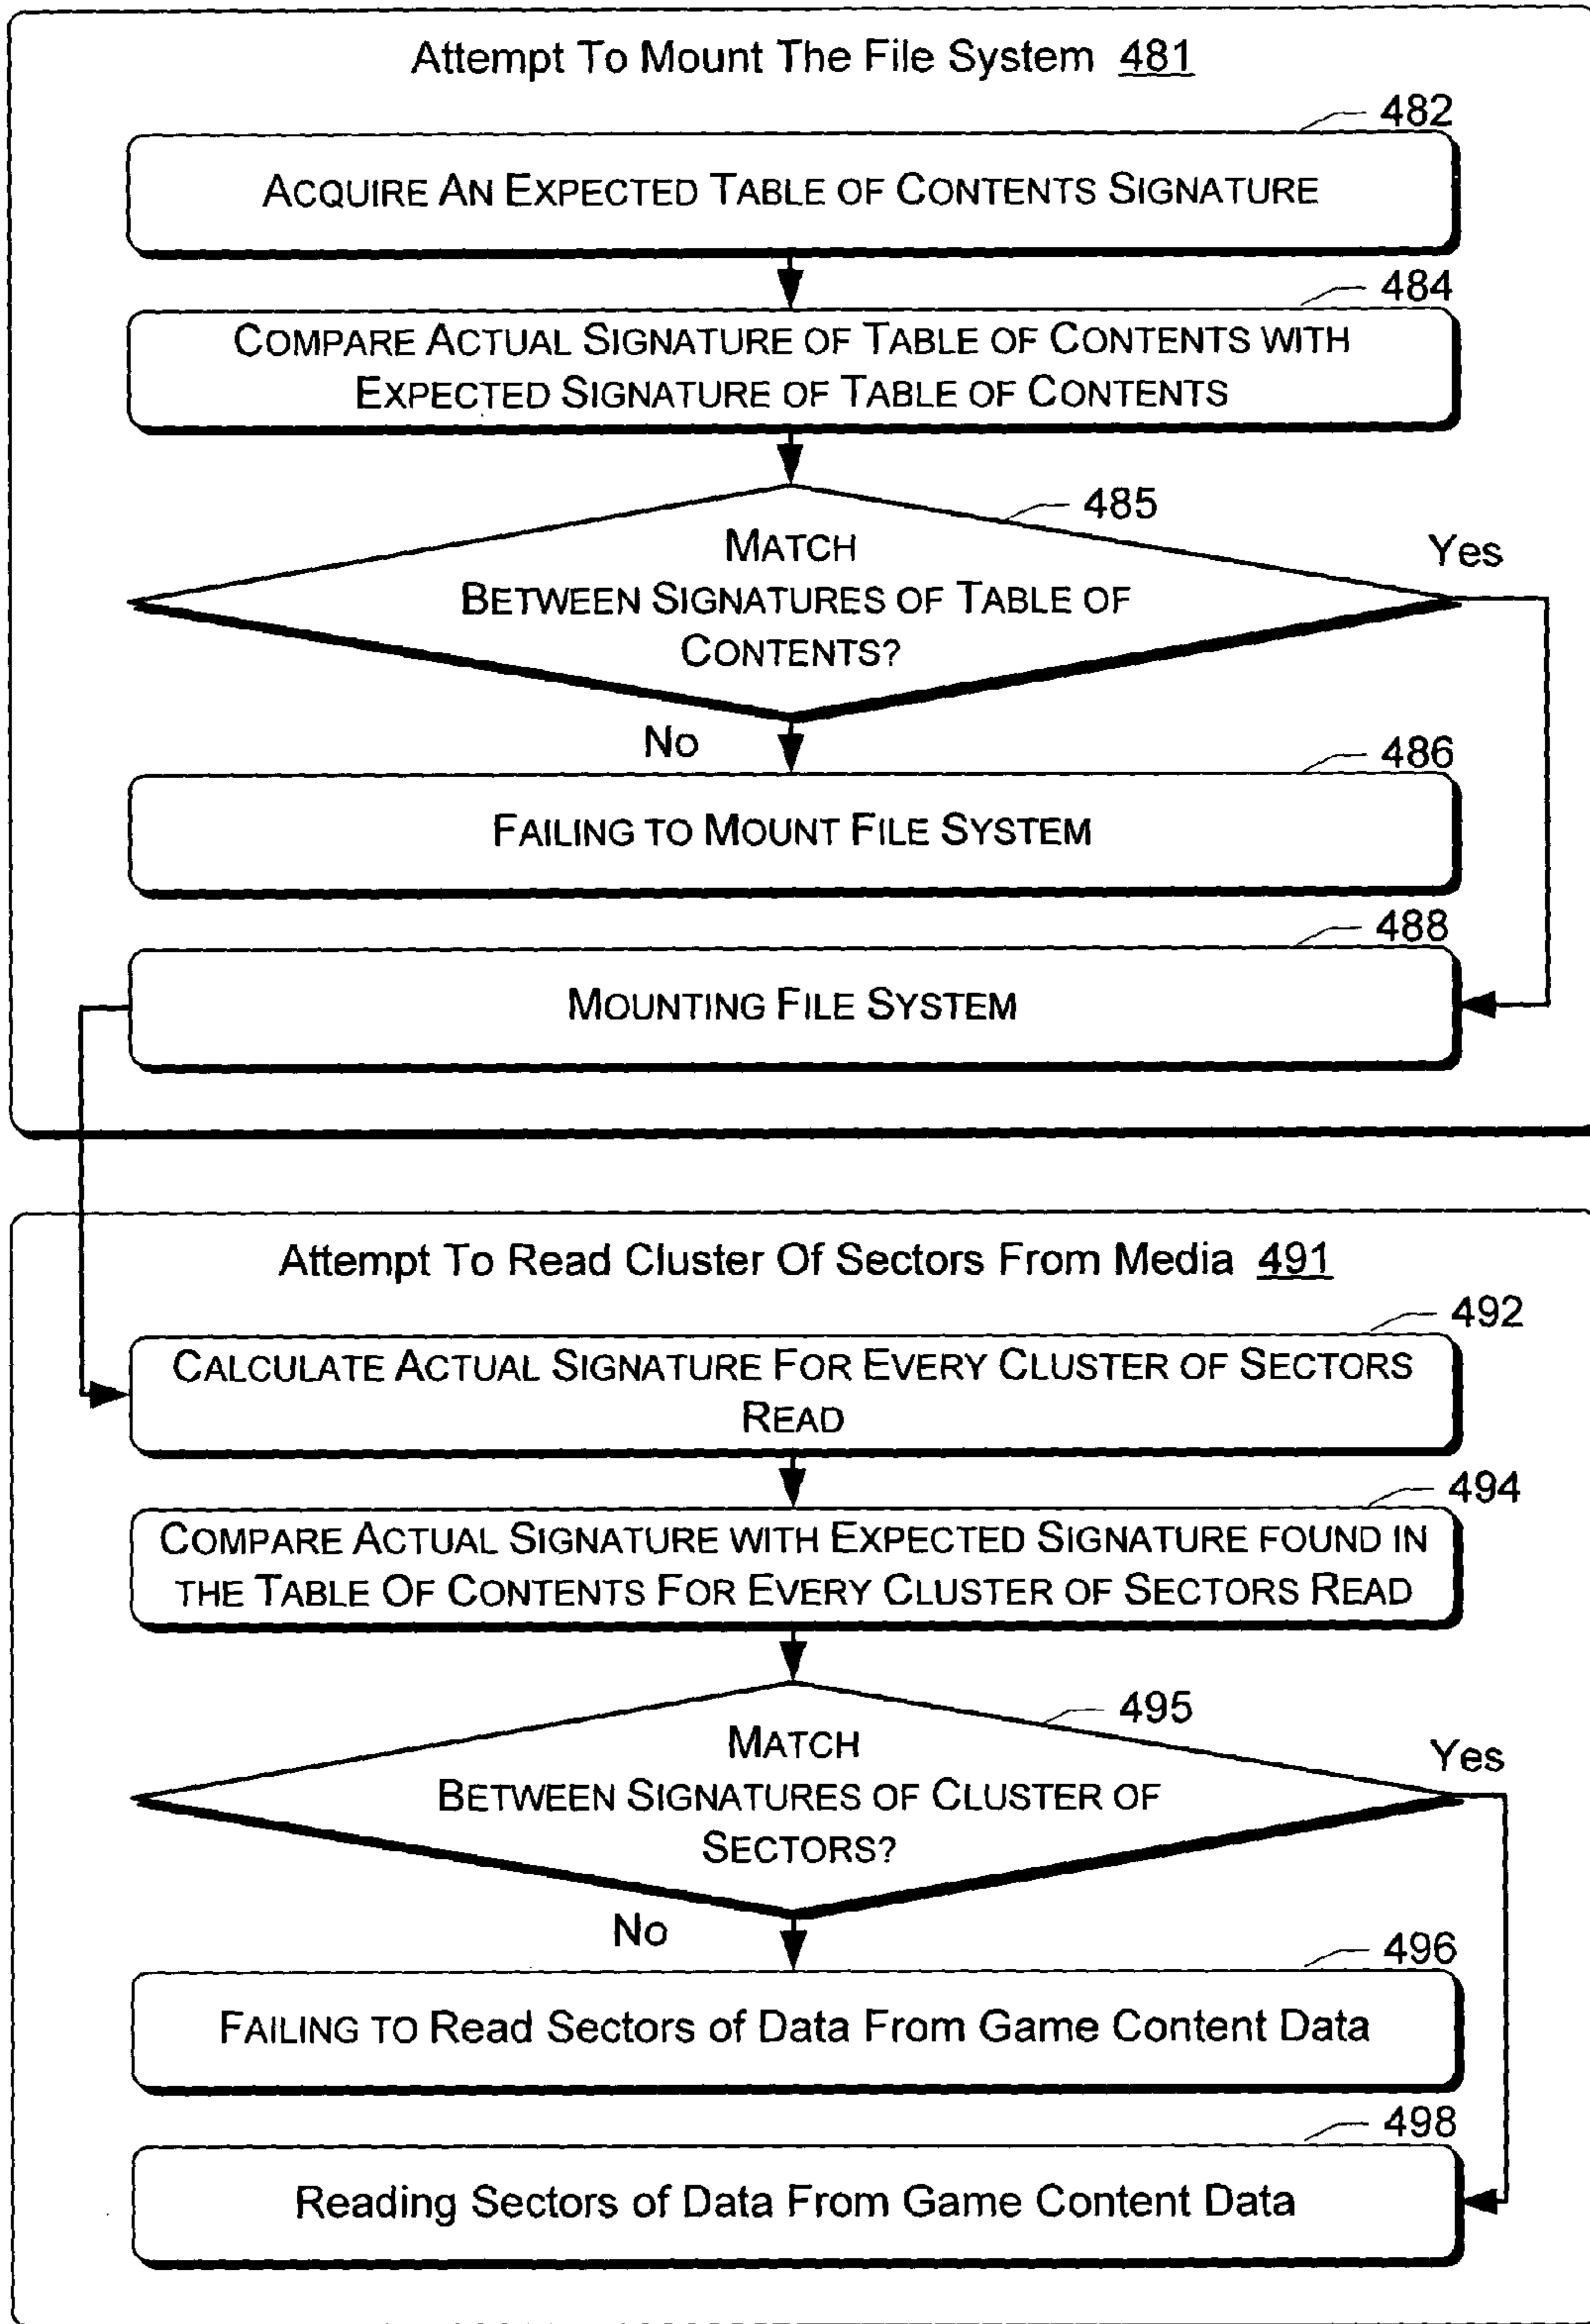 Attempt To Mount The File System 481
482
ACQUIRE AN EXPECTED TABLE OF CONTENTS SIGNATURE
484
COMPARE ACTUAL SIGNATURE OF TABLE OF CONTENTS WITH
EXPECTED SIGNATURE OF TABLE OF CONTENTS
485
MATCH
Yes
BETWEEN SIGNATURES OF TABLE OF
CONTENTS?
No
486
FAILING TO MOUNT FILE SYSTEM
488
MOUNTING FILE SYSTEM
Attempt To Read Cluster Of Sectors From Media 491
492
CALCULATE ACTUAL SIGNATURE FOR EVERY CLUSTER OF SECTORS
READ
494
COMPARE ACTUAL SIGNATURE WITH EXPECTED SIGNATURE FOUND IN
THE TABLE OF CONTENTS FOR EVERY CLUSTER OF SECTORS READ
495
MATCH
Yes
BETWEEN SIGNATURES OF CLUSTER OF
SECTORS?
No
496
FAILING TO Read Sectors of Data From Game Content Data
498
Reading Sectors of Data From Game Content Data